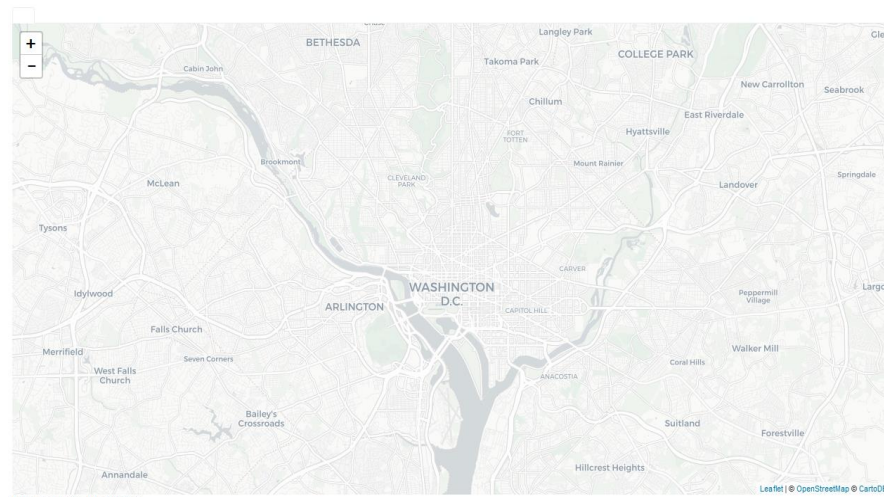 BETHESDA
Langley Park
COLLEGE PARK
Takoma Park
Cabin John
New Carrollton
Seabrook
Chillum
East Riverdale
FORT
TOTTEN
Hyattsville
Brookmont
Mount Rainier
CLEVELAND
PARK
McLean
Landover
Springdale
Tysons
CARVER
Idylwood
WASHINGTON
D.C.
Peppermill
Village
Largo
ARLINGTON
CAPITOL HILL
Falls Church
Merrifield
Seven Corners
Walker Mill
Coral Hills
West Falls
Church
ANACOSTIA
Bailey's
Crossroads
Suitland
Forestville
Annandale
Hillcrest Heights
+
−
Leaflet | © OpenStreetMap © CartoDB